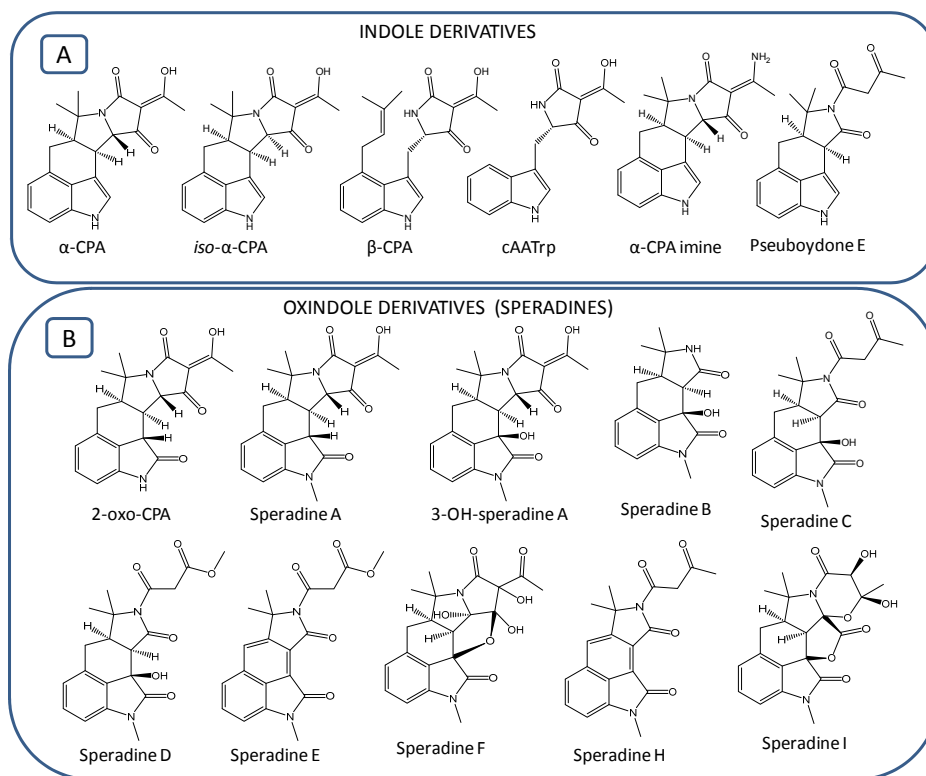 INDOLE DERIVATIVES
A
O
OH
N
O
H
H
H
NH
α-CPA
O
OH
N
O
H
H
H
NH
iso-α-CPA
O
OH
HN
O
NH
β-CPA
O
OH
HN
O
NH
cAATrp
O
NH2
N
O
H
H
H
NH
α-CPA imine
O
O
N
O
H
H
NH
Pseuboydone E
OXINDOLE DERIVATIVES (SPERADINES)
B
O
OH
N
O
H
H
H
H
O
N
H
2-oxo-CPA
O
OH
N
O
H
H
H
H
O
N
Speradine A
O
OH
N
O
H
H
H
OH
O
N
3-OH-speradine A
NH
O
H
H
OH
O
N
Speradine B
O
O
N
O
H
H
OH
O
N
Speradine C
O
O
O
N
O
H
H
OH
O
N
Speradine D
O
O
O
N
O
O
N
Speradine E
O
O
N
OH
HO
OH
H
H
O
O
N
Speradine F
O
O
N
O
O
N
Speradine H
O
OH
N
OH
O
H
H
O
O
O
N
Speradine I